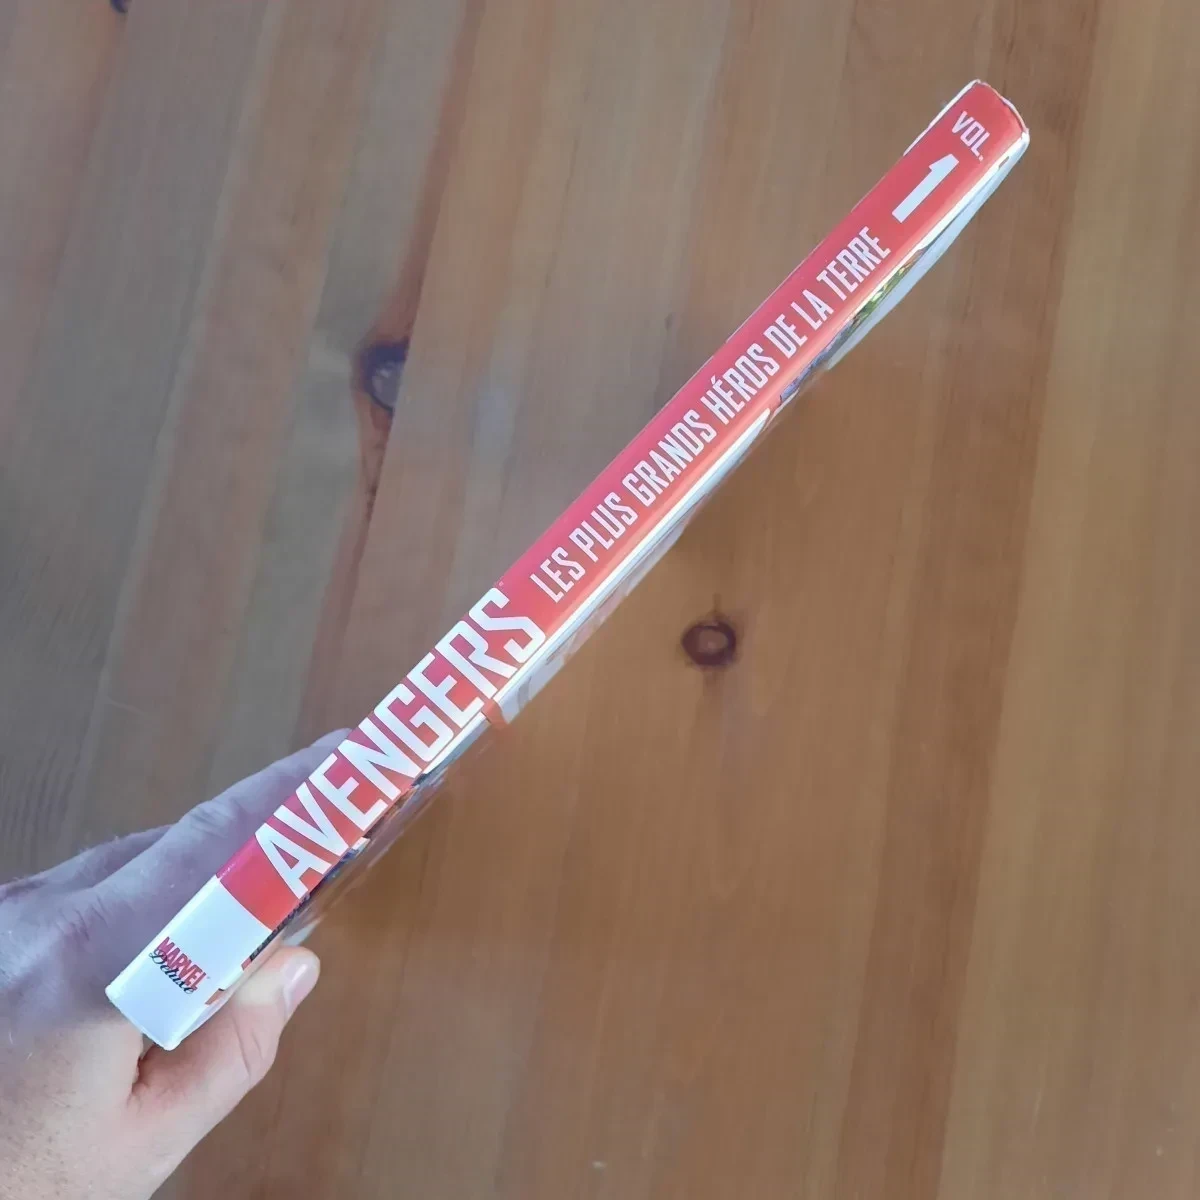 MARVEL
Deluxe
AVENGERS
LES PLUS GRANDS HÉROS DE LA TERRE
VOL.
1